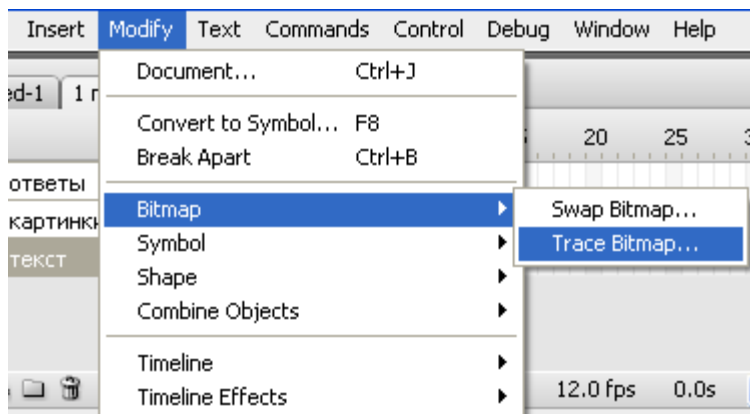 Insert Modify Text Commands Control Debug Window Help
Document... Ctrl+J
ed-1 1
Convert to Symbol... F8
20 25
Break Apart Ctrl+B
ответы
Bitmap
Swap Bitmap...
картинки
Symbol
Trace Bitmap...
текст
Shape
Combine Objects
Timeline
12.0 fps 0.0s
Timeline Effects